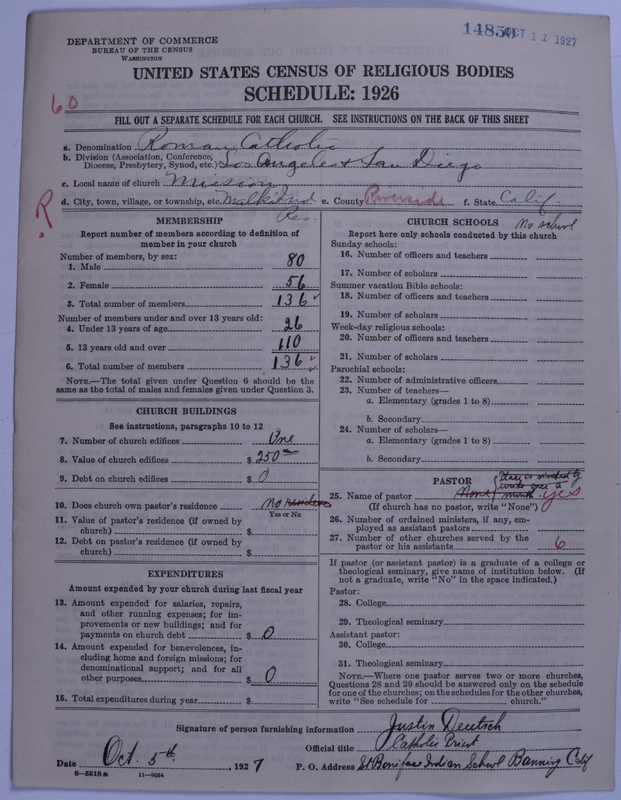 14850 OCT 11 1927
DEPARTMENT OF COMMERCE
BUREAU OF THE CENSUS
WASHINGTON
UNITED STATES CENSUS OF RELIGIOUS BODIES
SCHEDULE: 1926
60
FILL OUT A SEPARATE SCHEDULE FOR EACH CHURCH. SEE INSTRUCTIONS ON THE BACK OF THIS SHEET
a. Denomination Roman Catholic
b. Division (Association, Conference,
Diocese, Presbytery, Synod, etc.) Los Angeles & San Diego
c. Local name of church Mission
d. City, town, village, or township, etc. Malki Ind Res. e. County Riverside f. State Calif.
R
MEMBERSHIP
Report number of members according to definition of
member in your church
Number of members, by sex:
1. Male 80
2. Female 56
3. Total number of members 136
Number of members under and over 13 years old:
4. Under 13 years of age 26
5. 13 years old and over 110
6. Total number of members 136
NOTE.—The total given under Question 6 should be
same as the total of males and females given under Question 3.
CHURCH BUILDINGS
See instructions, paragraphs 10 to 12
7. Number of church edifices One
8. Value of church edifices $ 250
9. Debt on church edifices $ 0
10. Does church own pastor's residence No residence
Yes or No
11. Value of pastor's residence (if owned by
church) $
12. Debt on pastor's residence (if owned by
church) $
EXPENDITURES
Amount expended by your church during last fiscal year
13. Amount expended for salaries, repairs,
and other running expenses; for im-
provements or new buildings; and for
payments on church debt $ 0
14. Amount expended for benevolences, in-
cluding home and foreign missions; for
denominational support; and for all
other purposes $ 0
15. Total expenditures during year $
CHURCH SCHOOLS No school
Report here only schools conducted by this church
Sunday schools:
16. Number of officers and teachers
17. Number of scholars
Summer vacation Bible schools:
18. Number of officers and teachers
19. Number of scholars
Week-day religious schools:
20. Number of officers and teachers
21. Number of scholars
Parochial schools:
22. Number of administrative officers
23. Number of teachers—
a. Elementary (grades 1 to 8)
b. Secondary
24. Number of scholars—
a. Elementary (grades 1 to 8)
b. Secondary
PASTOR
25. Name of pastor None once a month yes
(If church has no pastor, write "None")
26. Number of ordained ministers, if any, em-
ployed as assistant pastors
27. Number of other churches served by the
pastor or his assistants 6
If pastor (or assistant pastor) is a graduate of a college or
theological seminary, give name of institution below. (If
not a graduate, write "No" in the space indicated.)
Pastor:
28. College
29. Theological seminary
Assistant pastor:
30. College
31. Theological seminary
NOTE.—Where one pastor serves two or more churches,
Questions 28 and 29 should be answered only on the schedule
for one of the churches; on the schedules for the other churches,
write "See schedule for church."
Signature of person furnishing information Justin Deutsch
Official title Catholic Priest
Date Oct. 5th, 1927 P. O. Address St Boniface Indian School Banning Calif
8—5518a 11—9054